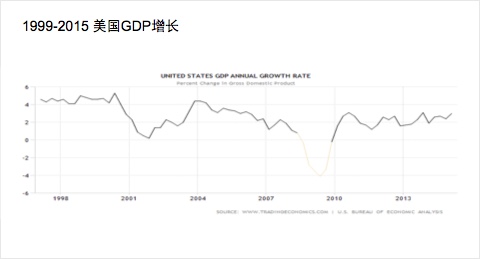 1999-2015 美国GDP增长
UNITED STATES GDP ANNUAL GROWTH RATE
Percent Change in Gross Domestic Product
6
4
2
0
-2
-4
-6
1998 2001 2004 2007 2010 2013
SOURCE: WWW.TRADINGECONOMICS.COM | U.S. BUREAU OF ECONOMIC ANALYSIS